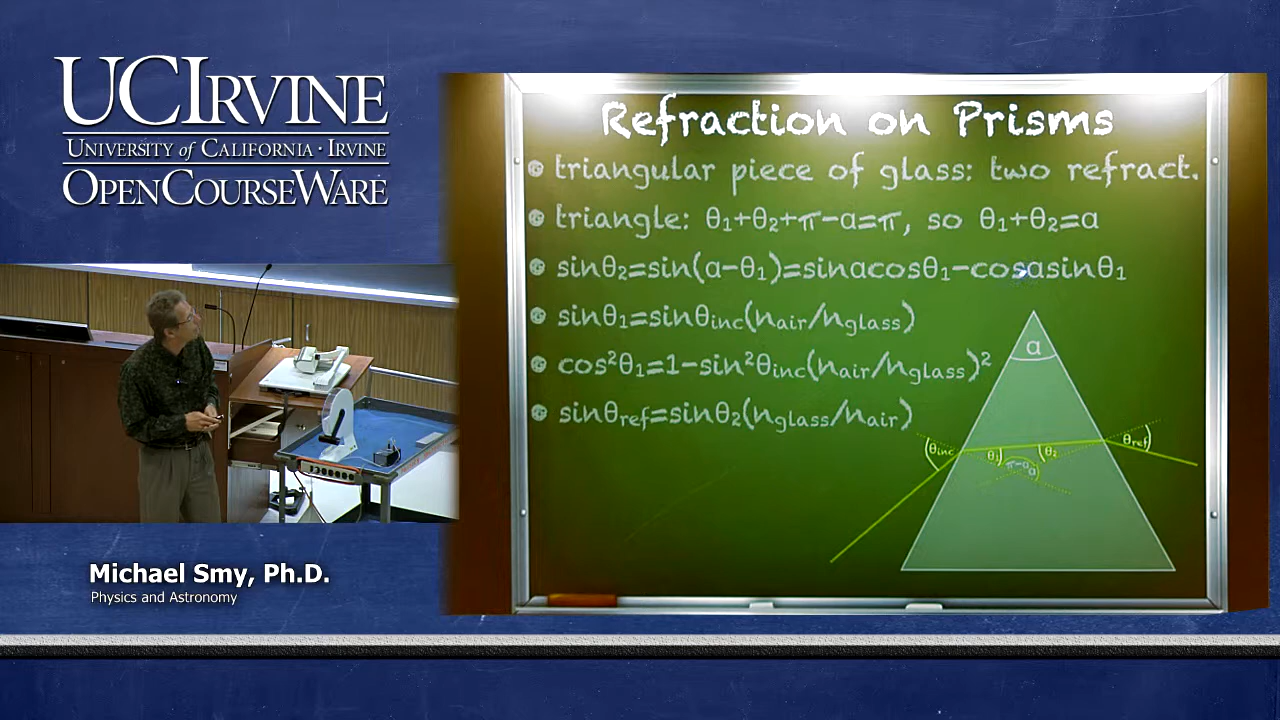 UCIRVINE
UNIVERSITY of CALIFORNIA · IRVINE
OPENCOURSEWARE
Refraction on Prisms
triangular piece of glass: two refract.
triangle: θ₁+θ₂+π-α=π, so θ₁+θ₂=α
sinθ₂=sin(α-θ₁)=sinαcosθ₁-cosαsinθ₁
sinθ₁=sinθinc(nair/nglass)
cos²θ₁=1-sin²θinc(nair/nglass)²
sinθref=sinθ₂(nglass/nair)
α
θinc
θ₁
π-α
α
θ₂
θref
Michael Smy, Ph.D.
Physics and Astronomy